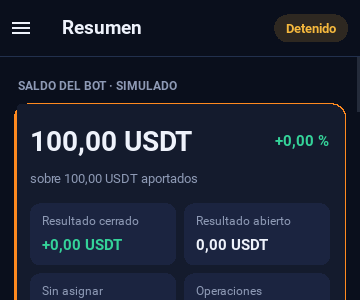 Resumen
Detenido
SALDO DEL BOT · SIMULADO
100,00 USDT
+0,00 %
sobre 100,00 USDT aportados
Resultado cerrado
+0,00 USDT
Resultado abierto
0,00 USDT
Sin asignar
Operaciones